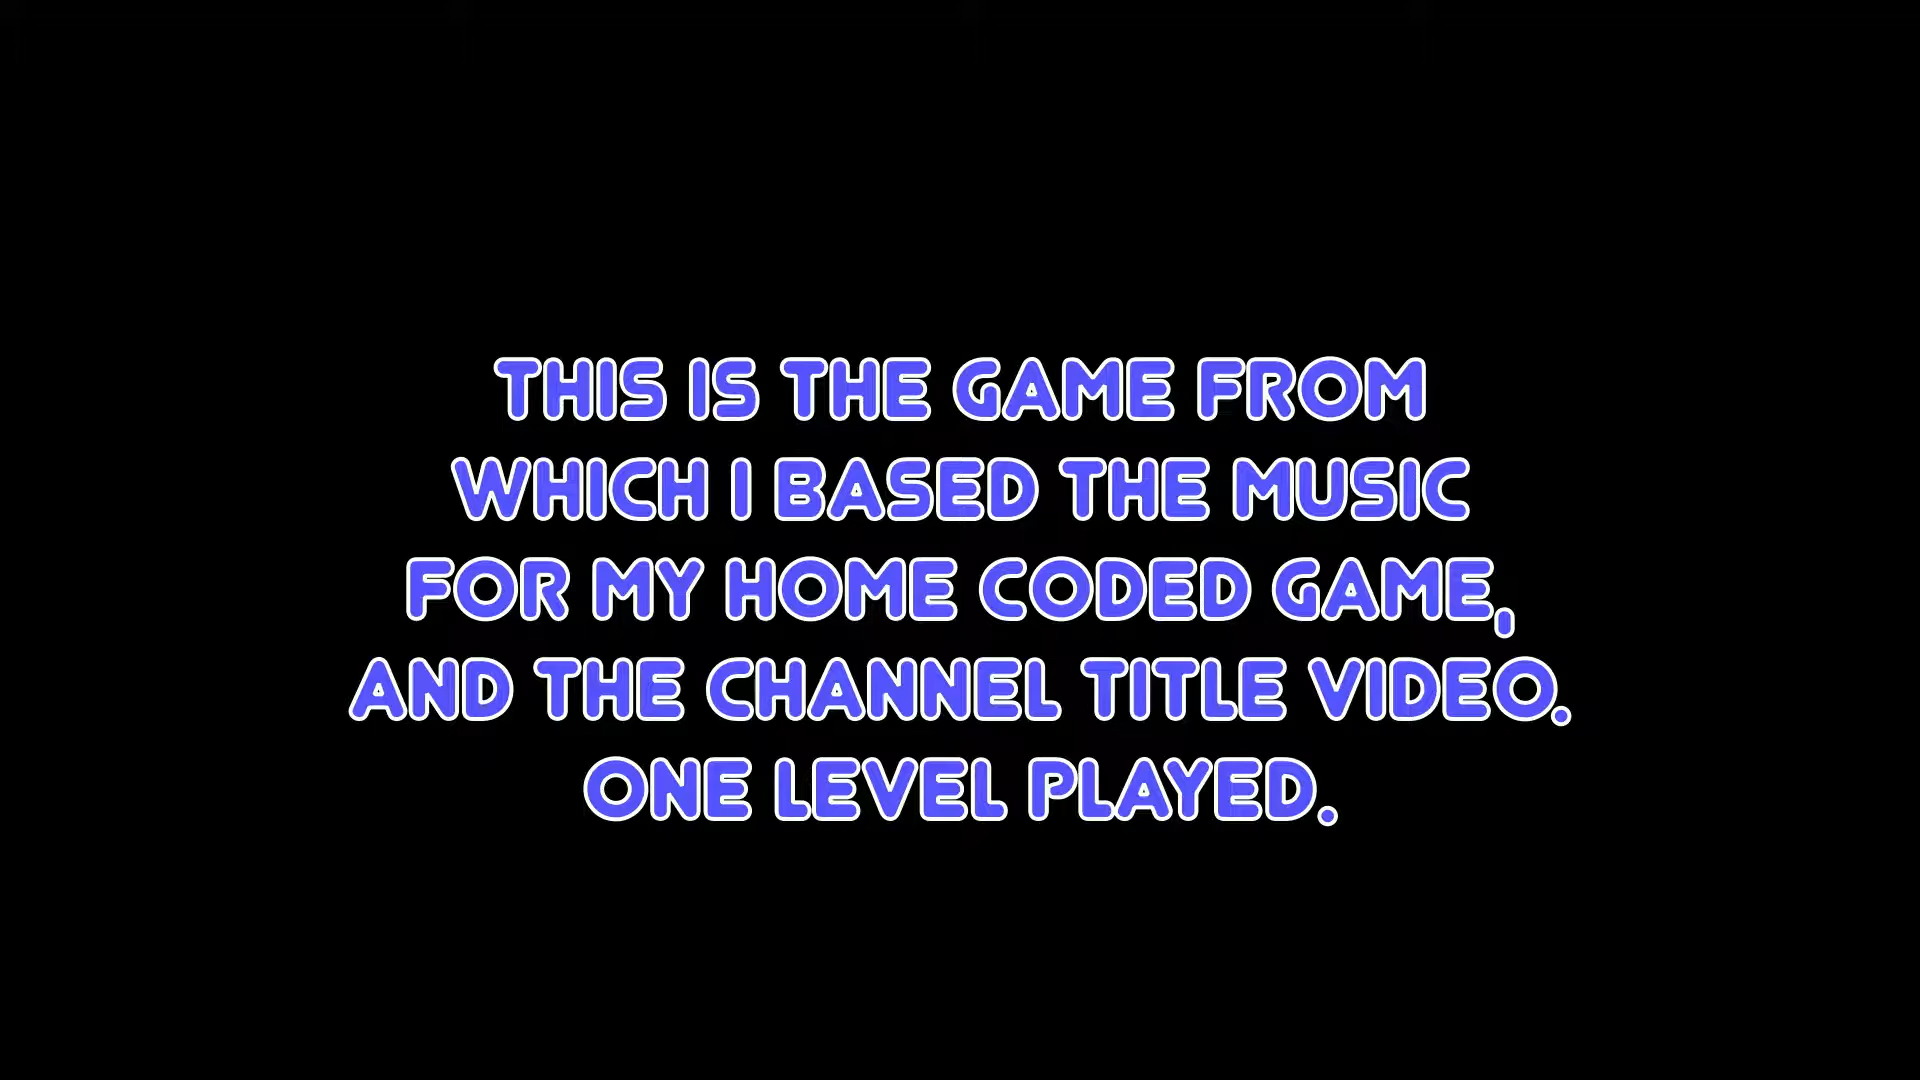 THIS IS THE GAME FROM
WHICH I BASED THE MUSIC
FOR MY HOME CODED GAME,
AND THE CHANNEL TITLE VIDEO.
ONE LEVEL PLAYED.